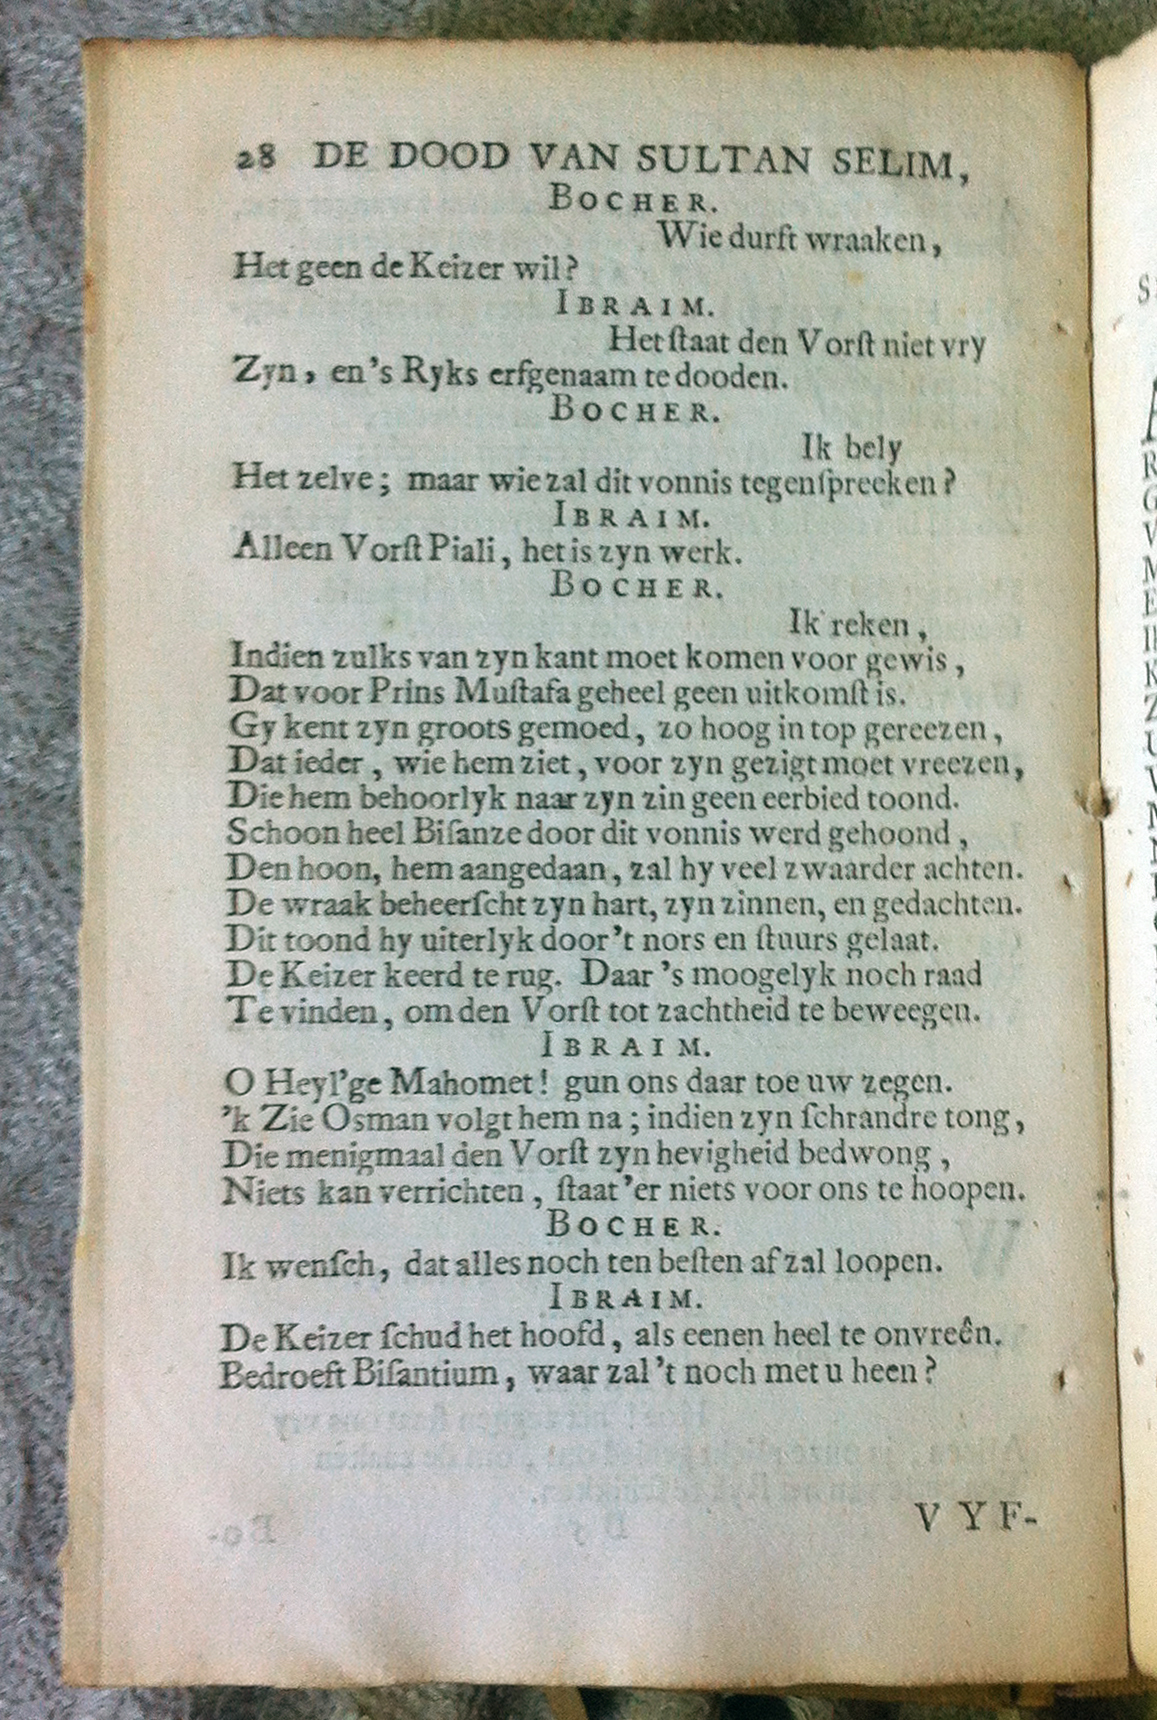 28 DE DOOD VAN SULTAN SELIM,
BOCHER.
Wie durft wraaken,
Het geen de Keizer wil?
IBRAIM.
Het ſtaat den Vorſt niet vry
Zyn, en's Ryks erfgenaam te dooden.
BOCHER.
Ik bely
Het zelve; maar wie zal dit vonnis tegenſpreeken?
IBRAIM.
Alleen Vorſt Piali, het is zyn werk.
BOCHER.
Ik reken,
Indien zulks van zyn kant moet komen voor gewis,
Dat voor Prins Muſtafa geheel geen uitkomſt is.
Gy kent zyn groots gemoed, zo hoog in top gereezen,
Dat ieder, wie hem ziet, voor zyn gezigt moet vreezen,
Die hem behoorlyk naar zyn zin geen eerbied toond.
Schoon heel Biſanze door dit vonnis werd gehoond,
Den hoon, hem aangedaan, zal hy veel zwaarder achten.
De wraak beheerſcht zyn hart, zyn zinnen, en gedachten.
Dit toond hy uiterlyk door't nors en ſtuurs gelaat.
De Keizer keerd te rug. Daar 's moogelyk noch raad
Te vinden, om den Vorſt tot zachtheid te beweegen.
IBRAIM.
O Heyl'ge Mahomet! gun ons daar toe uw zegen.
'k Zie Osman volgt hem na; indien zyn ſchrandre tong,
Die menigmaal den Vorſt zyn hevigheid bedwong,
Niets kan verrichten, ſtaat 'er niets voor ons te hoopen.
BOCHER.
Ik wenſch, dat alles noch ten beſten af zal loopen.
IBRAIM.
De Keizer ſchud het hoofd, als eenen heel te onvreên.
Bedroeft Biſantium, waar zal 't noch met u heen?
VYF-